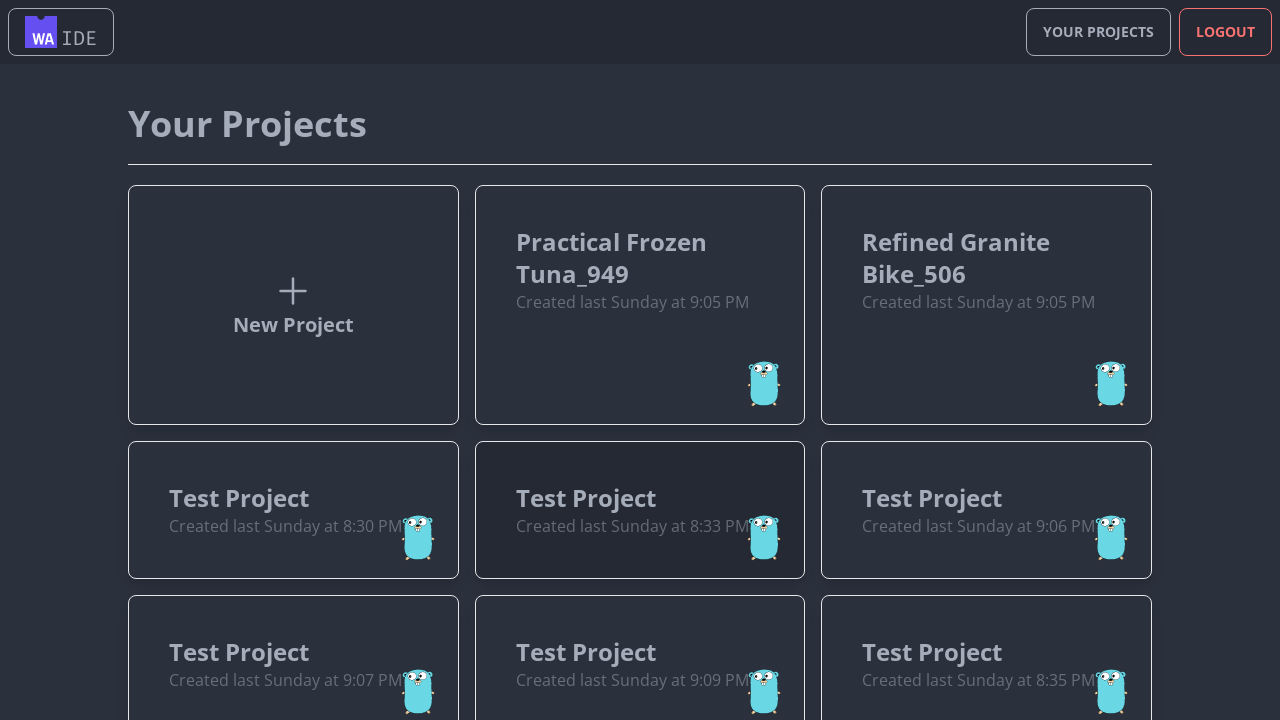 WA IDE
YOUR PROJECTS
LOGOUT
Your Projects
New Project
Practical Frozen
Tuna_949
Created last Sunday at 9:05 PM
Refined Granite
Bike_506
Created last Sunday at 9:05 PM
Test Project
Created last Sunday at 8:30 PM
Test Project
Created last Sunday at 8:33 PM
Test Project
Created last Sunday at 9:06 PM
Test Project
Created last Sunday at 9:07 PM
Test Project
Created last Sunday at 9:09 PM
Test Project
Created last Sunday at 8:35 PM